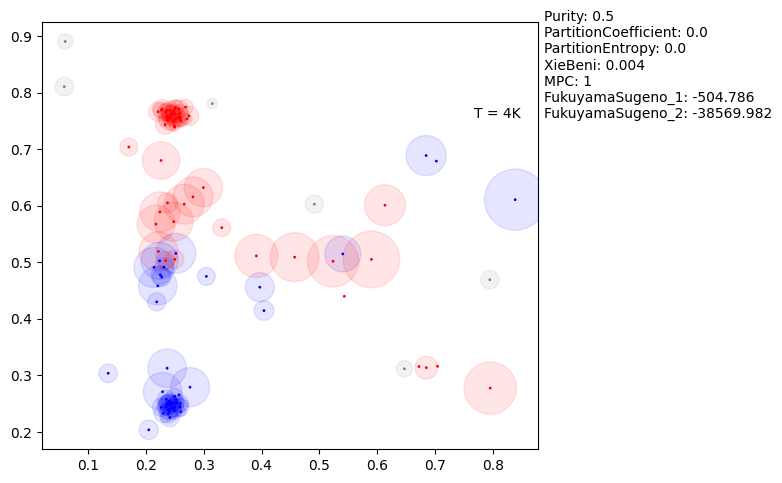 Purity: 0.5
PartitionCoefficient: 0.0
PartitionEntropy: 0.0
XieBeni: 0.004
MPC: 1
FukuyamaSugeno_1: -504.786
FukuyamaSugeno_2: -38569.982
T = 4K
0.9
0.8
0.7
0.6
0.5
0.4
0.3
0.2
0.1 0.2 0.3 0.4 0.5 0.6 0.7 0.8